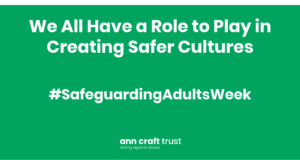 We All Have a Role to Play in
Creating Safer Cultures
#SafeguardingAdultsWeek
ann craft trust
acting against abuse